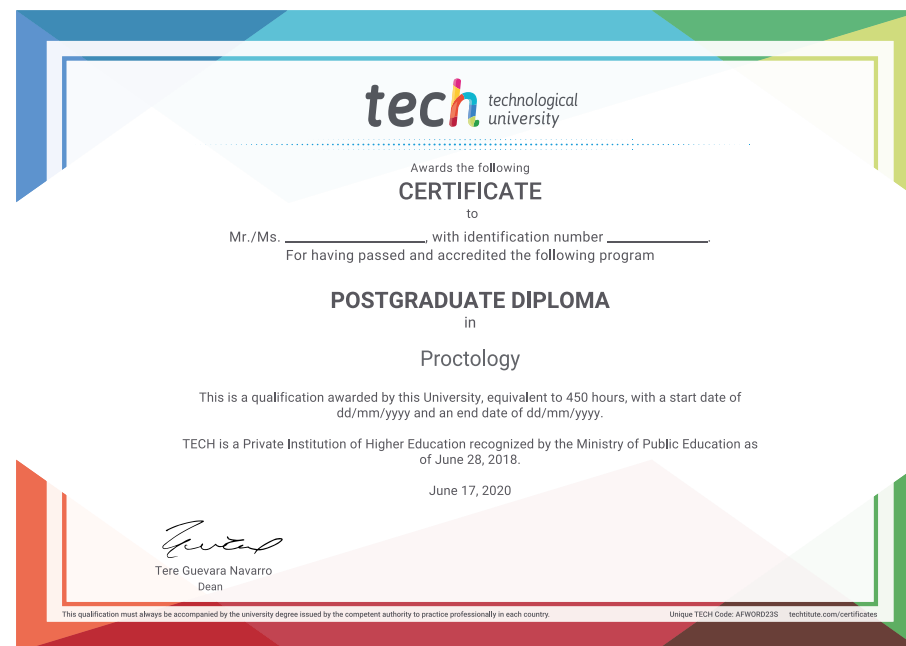 tech technological
university
Awards the following
CERTIFICATE
to
Mr./Ms. ____________, with identification number ____________.
For having passed and accredited the following program
POSTGRADUATE DIPLOMA
in
Proctology
This is a qualification awarded by this University, equivalent to 450 hours, with a start date of
dd/mm/yyyy and an end date of dd/mm/yyyy.
TECH is a Private Institution of Higher Education recognized by the Ministry of Public Education as
of June 28, 2018.
June 17, 2020
Tere Guevara Navarro
Dean
This qualification must always be accompanied by the university degree issued by the competent authority to practice professionally in each country.
Unique TECH Code: AFWORD23S techtitute.com/certificates